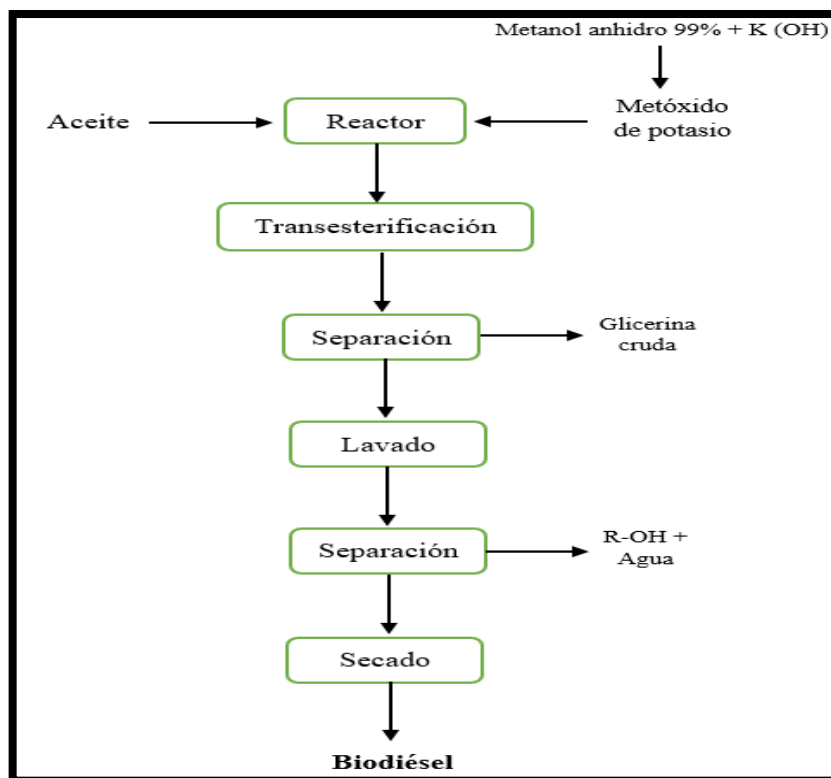 Metanol anhidro 99% + K (OH)
Aceite
Reactor
Metóxido
de potasio
Transesterificación
Separación
Glicerina
cruda
Lavado
Separación
R-OH +
Agua
Secado
Biodiésel